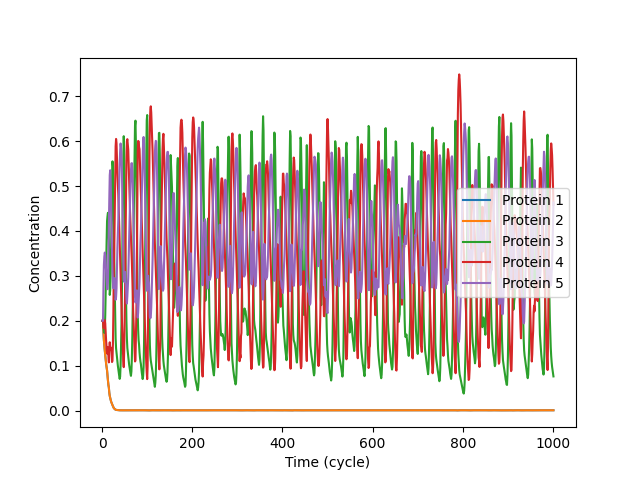 0.7
0.6
0.5
0.4
0.3
0.2
0.1
0.0
Concentration
Protein 1
Protein 2
Protein 3
Protein 4
Protein 5
0
200
400
600
800
1000
Time (cycle)